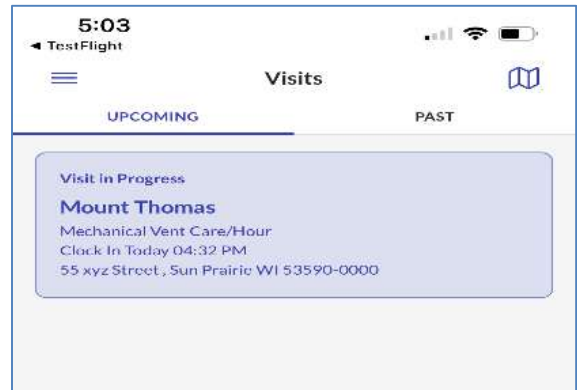 5:03
◀ TestFlight
Visits
UPCOMING
PAST
Visit in Progress
Mount Thomas
Mechanical Vent Care/Hour
Clock In Today 04:32 PM
55 xyz Street , Sun Prairie WI 53590-0000